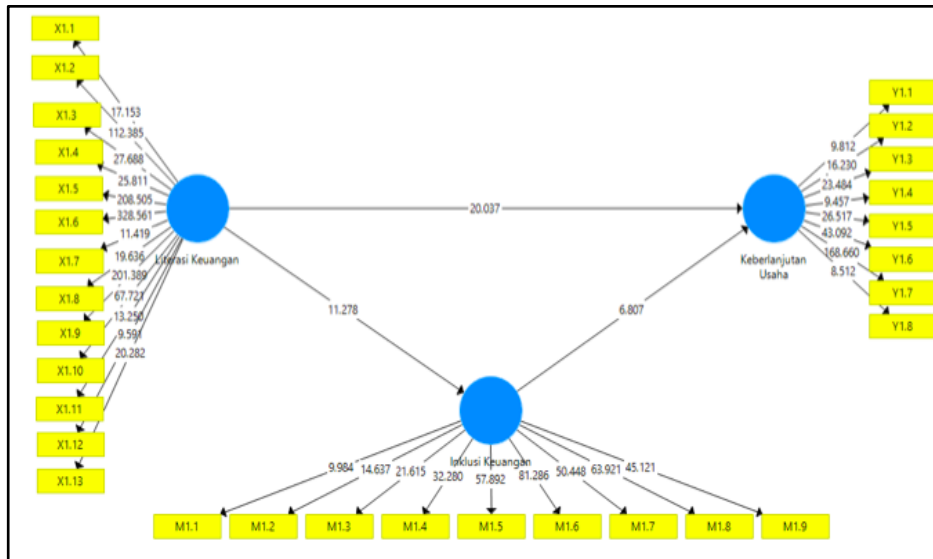 X1.1
X1.2
X1.3
X1.4
X1.5
X1.6
X1.7
X1.8
X1.9
X1.10
X1.11
X1.12
X1.13
17.153
112.385
27.688
25.811
208.505
328.561
11.419
19.636
201.389
67.721
13.250
9.591
20.282
Literasi Keuangan
20.037
11.278
6.807
Keberlanjutan
Usaha
9.812
16.230
23.484
9.457
26.517
43.092
168.660
8.512
Y1.1
Y1.2
Y1.3
Y1.4
Y1.5
Y1.6
Y1.7
Y1.8
Inklusi Keuangan
9.984
14.637
21.615
32.280
57.892
81.286
50.448
63.921
45.121
M1.1
M1.2
M1.3
M1.4
M1.5
M1.6
M1.7
M1.8
M1.9